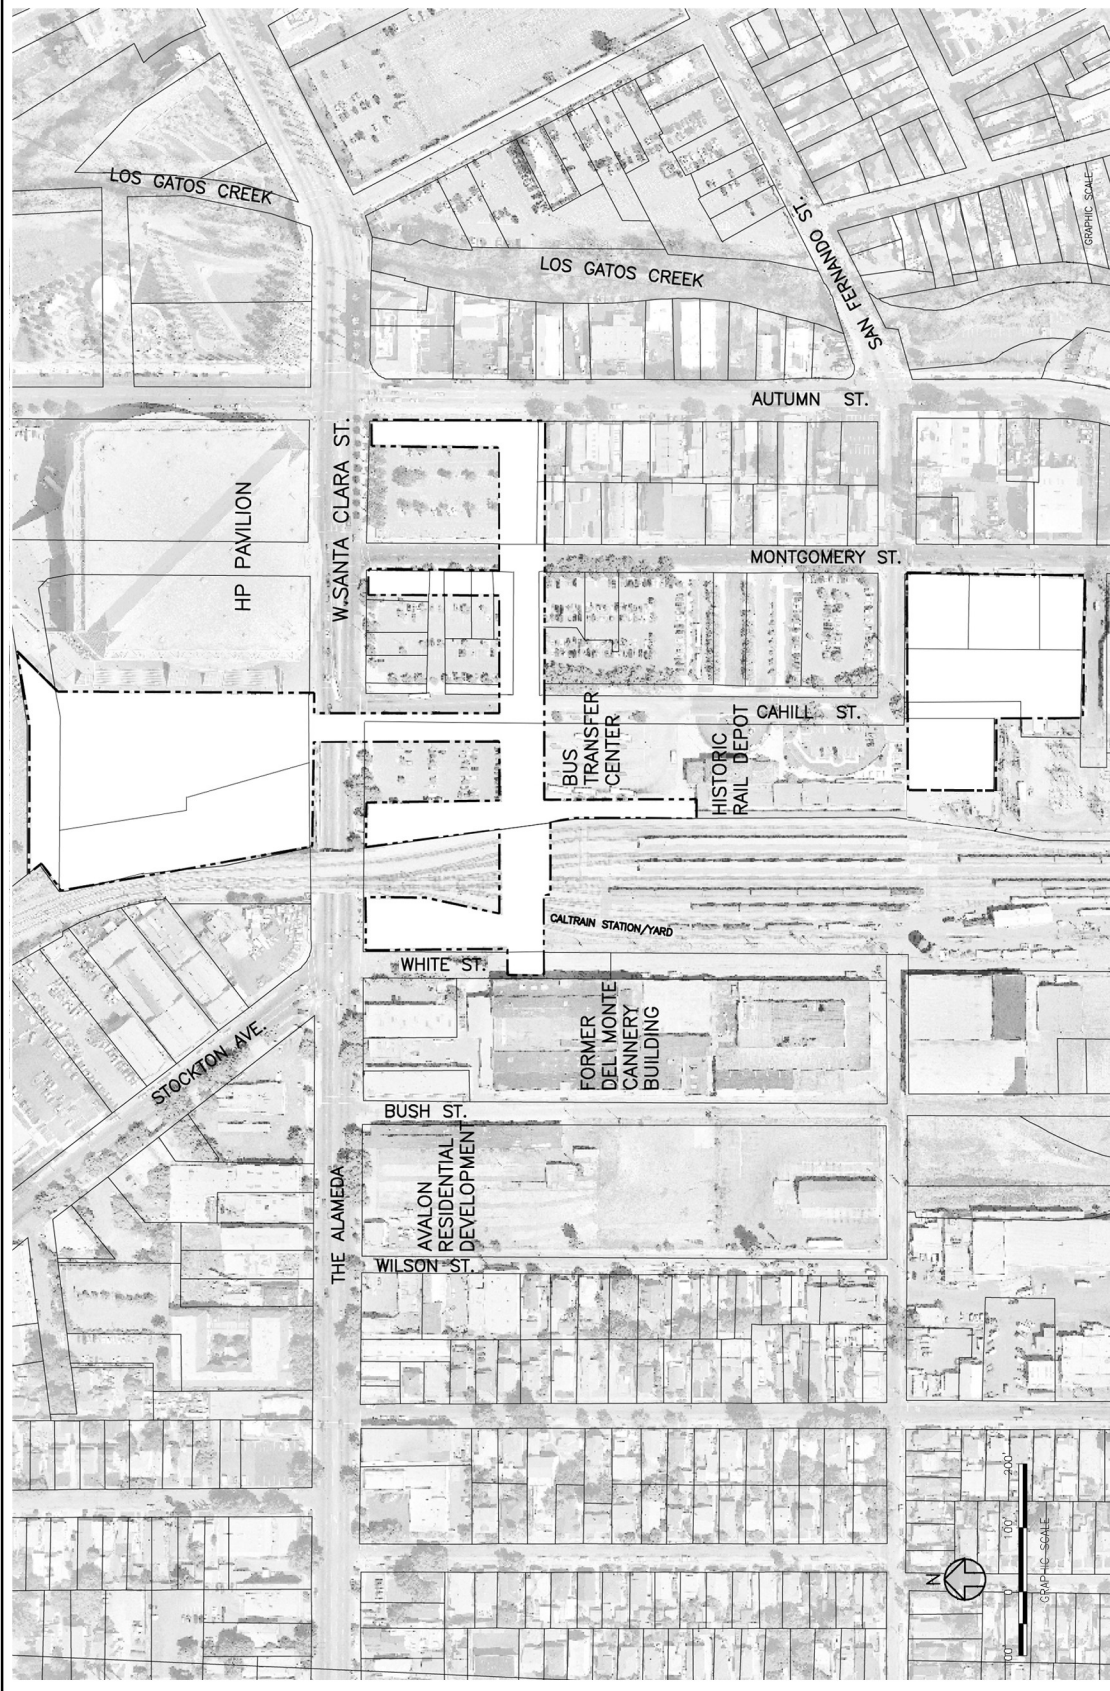 LOS GATOS CREEK
GRAPHIC SCALE
SAN FERNANDO ST.
LOS GATOS CREEK
AUTUMN ST.
W.SANTA CLARA ST.
HP PAVILION
MONTGOMERY ST.
CAHILL ST.
BUS
TRANSFER
CENTER
HISTORIC
RAIL DEPOT
CALTRAIN STATION/YARD
WHITE ST.
FORMER
DEL MONTE
CANNERY
BUILDING
STOCKTON AVE.
BUSH ST.
AVALON
RESIDENTIAL
DEVELOPMENT
THE ALAMEDA
WILSON ST.
N
100' 0 100' 200'
GRAPHIC SCALE